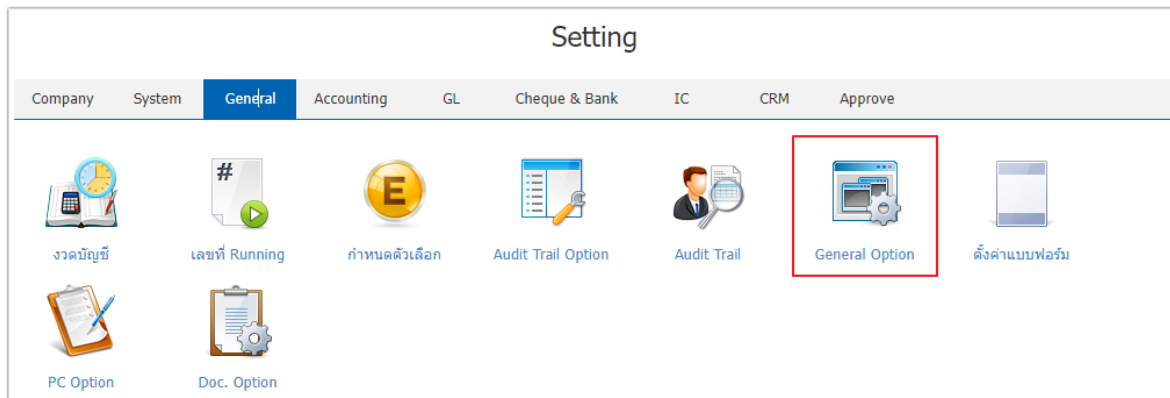 Setting
Company System General Accounting GL Cheque & Bank IC CRM Approve
#
E
งวดบัญชี เลขที่ Running กำหนดตัวเลือก Audit Trail Option Audit Trail General Option ตั้งค่าแบบฟอร์ม
PC Option Doc. Option